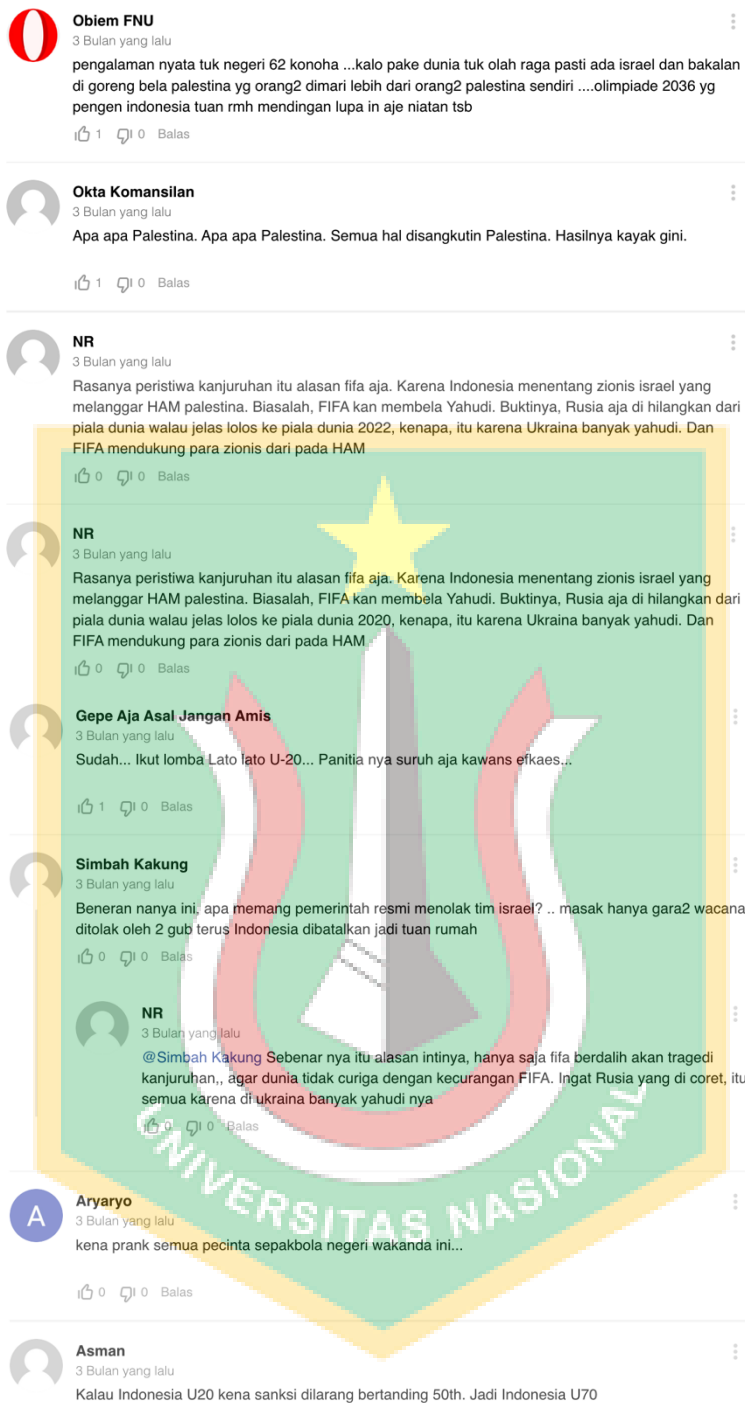 Obiem FNU
3 Bulan yang lalu
pengalaman nyata tuk negeri 62 konoha ...kalo pake dunia tuk olah raga pasti ada israel dan bakalan
di goreng bela palestina yg orang2 dimari lebih dari orang2 palestina sendiri ....olimpiade 2036 yg
pengen indonesia tuan rmh mendingan lupa in aje niatan tsb
1 0 Balas
Okta Komansilan
3 Bulan yang lalu
Apa apa Palestina. Apa apa Palestina. Semua hal disangkutin Palestina. Hasilnya kayak gini.
1 0 Balas
NR
3 Bulan yang lalu
Rasanya peristiwa kanjuruhan itu alasan fifa aja. Karena Indonesia menentang zionis israel yang
melanggar HAM palestina. Biasalah, FIFA kan membela Yahudi. Buktinya, Rusia aja di hilangkan dari
piala dunia walau jelas lolos ke piala dunia 2022, kenapa, itu karena Ukraina banyak yahudi. Dan
FIFA mendukung para zionis dari pada HAM
0 0 Balas
NR
3 Bulan yang lalu
Rasanya peristiwa kanjuruhan itu alasan fifa aja. Karena Indonesia menentang zionis israel yang
melanggar HAM palestina. Biasalah, FIFA kan membela Yahudi. Buktinya, Rusia aja di hilangkan dari
piala dunia walau jelas lolos ke piala dunia 2020, kenapa, itu karena Ukraina banyak yahudi. Dan
FIFA mendukung para zionis dari pada HAM
0 0 Balas
Gepe Aja Asal Jangan Amis
3 Bulan yang lalu
Sudah... Ikut lomba Lato lato U-20... Panitia nya suruh aja kawans efkaes...
1 0 Balas
Simbah Kakung
3 Bulan yang lalu
Beneran nanya ini, apa memang pemerintah resmi menolak tim israel? .. masak hanya gara2 wacana
ditolak oleh 2 gub terus Indonesia dibatalkan jadi tuan rumah
0 0 Balas
NR
3 Bulan yang lalu
@Simbah Kakung Sebenar nya itu alasan intinya, hanya saja fifa berdalih akan tragedi
kanjuruhan,, agar dunia tidak curiga dengan kecurangan FIFA. Ingat Rusia yang di coret, itu
semua karena di ukraina banyak yahudi nya
0 0 Balas
UNIVERSITAS NASIONAL
A
Aryaryo
3 Bulan yang lalu
kena prank semua pecinta sepakbola negeri wakanda ini...
0 0 Balas
Asman
3 Bulan yang lalu
Kalau Indonesia U20 kena sanksi dilarang bertanding 50th. Jadi Indonesia U70